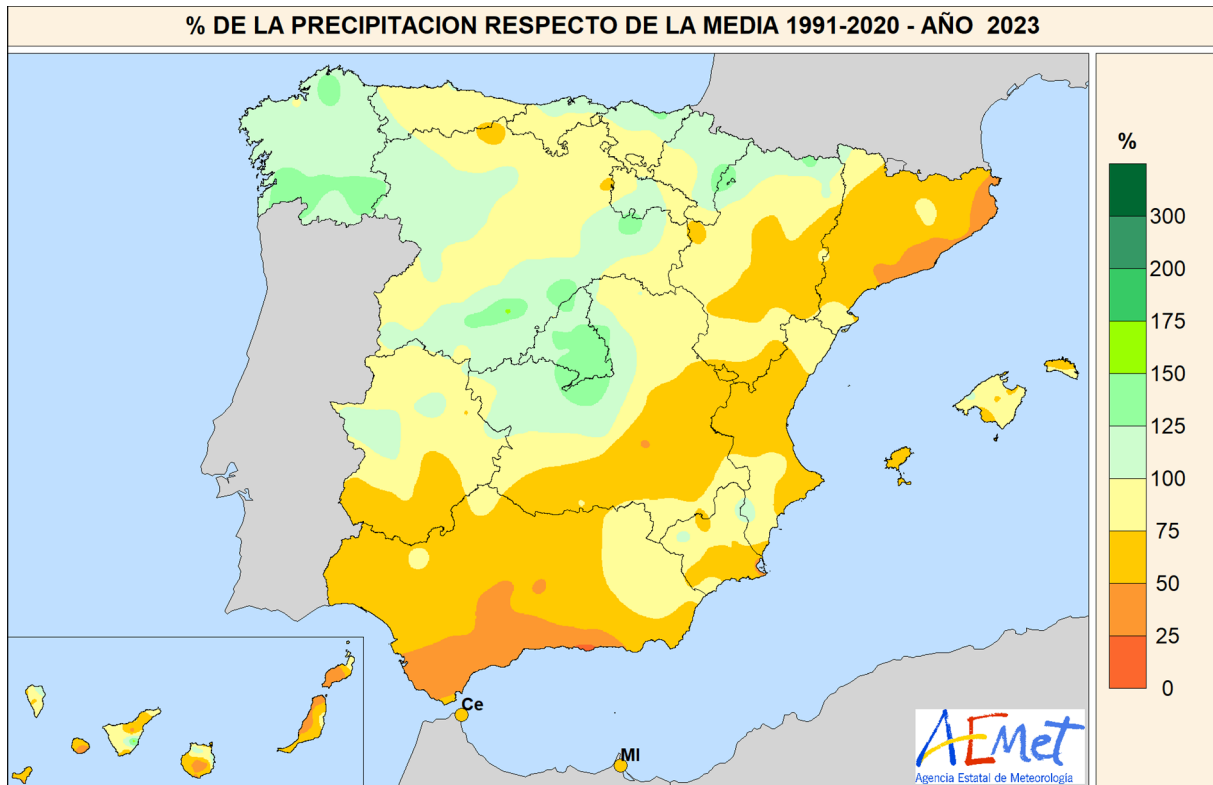 % DE LA PRECIPITACION RESPECTO DE LA MEDIA 1991-2020 - AÑO 2023
%
300
200
175
150
125
100
75
50
25
0
Ce
Ml
AEMet
Agencia Estatal de Meteorología